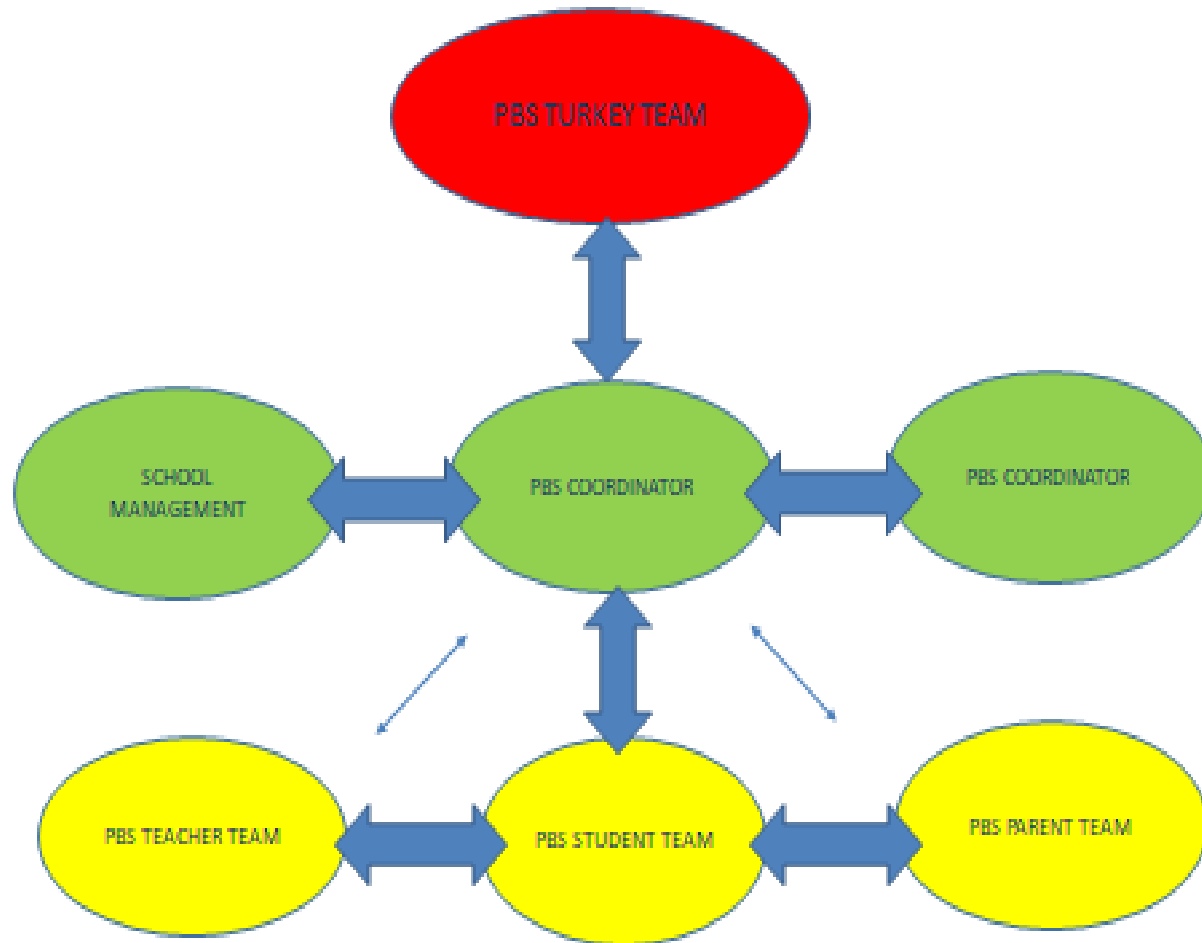 PBS TURKEY TEAM
SCHOOL
MANAGEMENT
PBS COORDINATOR
PBS COORDINATOR
PBS TEACHER TEAM
PBS STUDENT TEAM
PBS PARENT TEAM